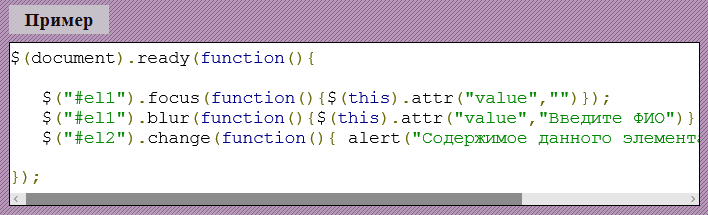 Пример
$(document).ready(function(){
$("#el1").focus(function(){$(this).attr("value","")});
$("#el1").blur(function(){$(this).attr("value","Введите ФИО")}
$("#el2").change(function(){ alert("Содержимое данного элемента
});